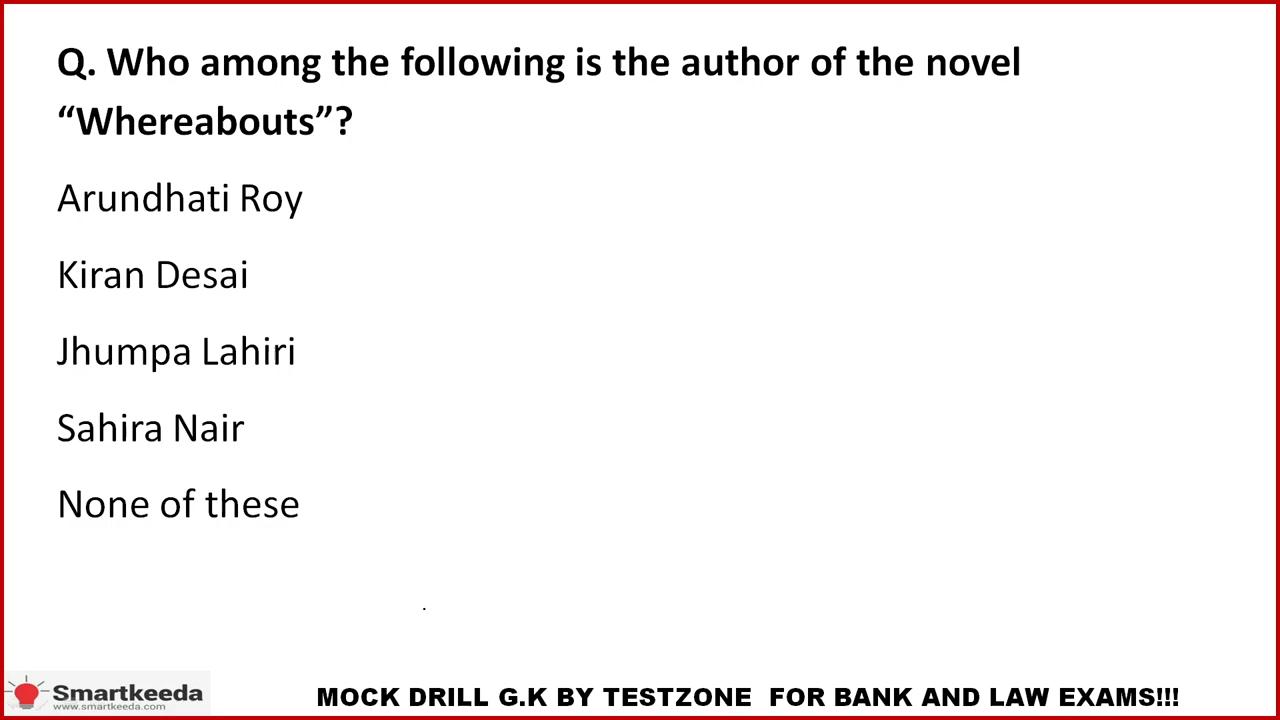 Q. Who among the following is the author of the novel
“Whereabouts”?
Arundhati Roy
Kiran Desai
Jhumpa Lahiri
Sahira Nair
None of these
Smartkeeda
www.smartkeeda.com
MOCK DRILL G.K BY TESTZONE FOR BANK AND LAW EXAMS!!!